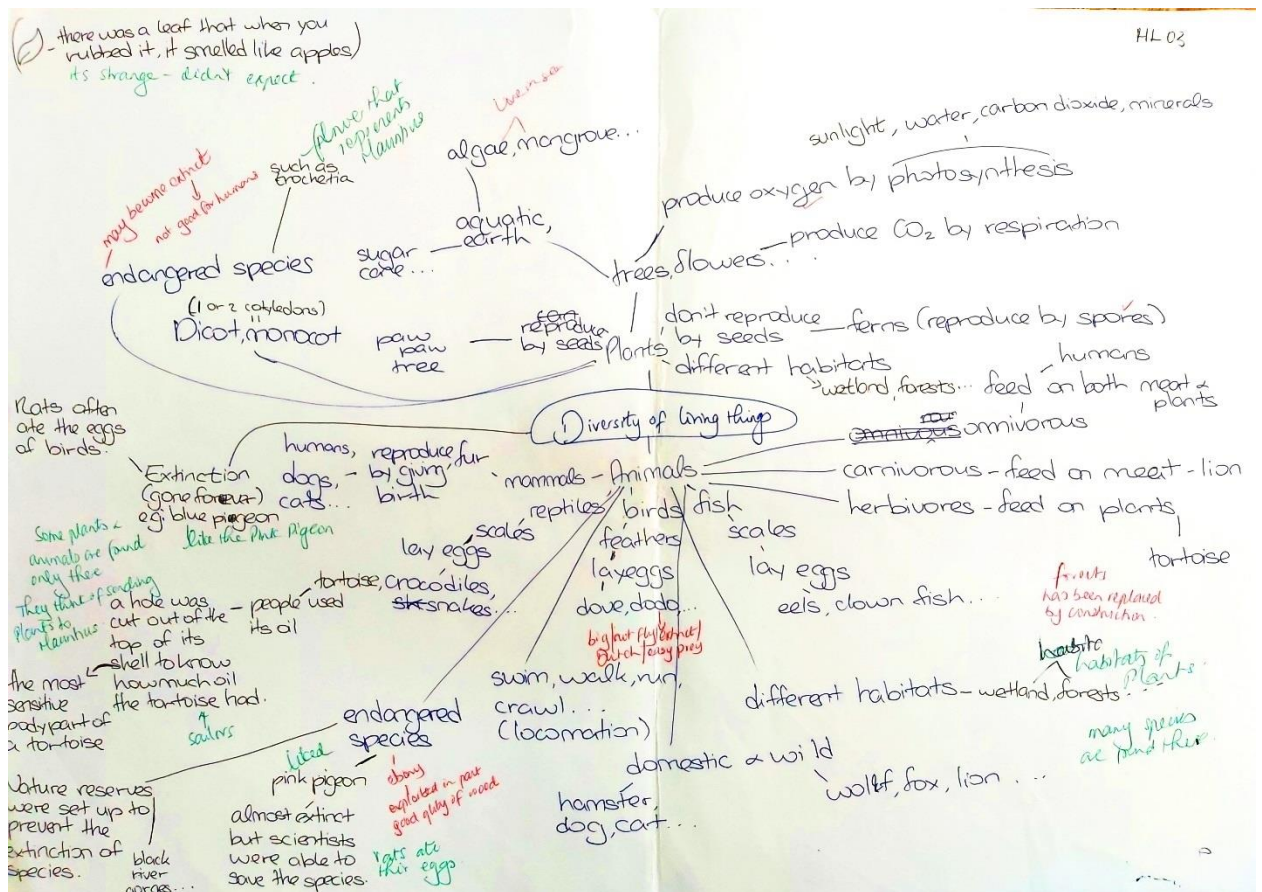 - there was a leaf that when you
rubbed it, it smelled like apples)
its strange - didn't expect.
HL 03
may become extinct
not good for humans
such as
trochetia
that
represents
Mauritius
algae, mangrove...
sunlight, water, carbon dioxide, minerals
produce oxygen by photosynthesis
produce CO2 by respiration
aquatic,
earth
sugar
cane...
trees, flowers...
endangered species
(1 or 2 cotyledons)
Dicot, monocot
paw
paw
tree
reproduce
by seeds
Plants
don't reproduce
by seeds
ferns (reproduce by spores)
different habitats
wetland, forests...
humans
feed on both meat &
plants
Diversity of living things
omnivorous
carnivorous - feed on meat - lion
herbivores - feed on plants
tortoise
Rats often
ate the eggs
of birds.
Extinction
(gone forever)
eg: blue pigeon
like the Pink Pigeon
humans,
dogs,
cats...
reproduce
by giving
birth
fur
mammals - Animals
reptiles
scales
lay eggs
tortoise, crocodiles,
snakes...
birds
feathers
lay eggs
dove, dodo...
big/not fly/extinct/
Dutch/easy prey
fish
scales
lay eggs
eels, clown fish...
Some plants &
animals are found
only there
They think of sending
plants to
Mauritius.
people used
its oil
a hole was
cut out of the
top of its
shell to know
how much oil
the tortoise had.
sailors
the most
sensitive
body part of
a tortoise
swim, walk, run,
crawl...
(locomation)
forests
has been replaced
by construction.
different habitats - wetland, forests...
habitats of
plants
many species
are found there.
domestic & wild
hamster,
dog, cat...
wolf, fox, lion...
endangered
species
liked
pink pigeon
almost extinct
but scientists
were able to
save the species.
ebony
exploited in past
good quality of wood
rats ate
their eggs
Nature reserves
were set up to
prevent the
extinction of
species.
black
river
gorges...